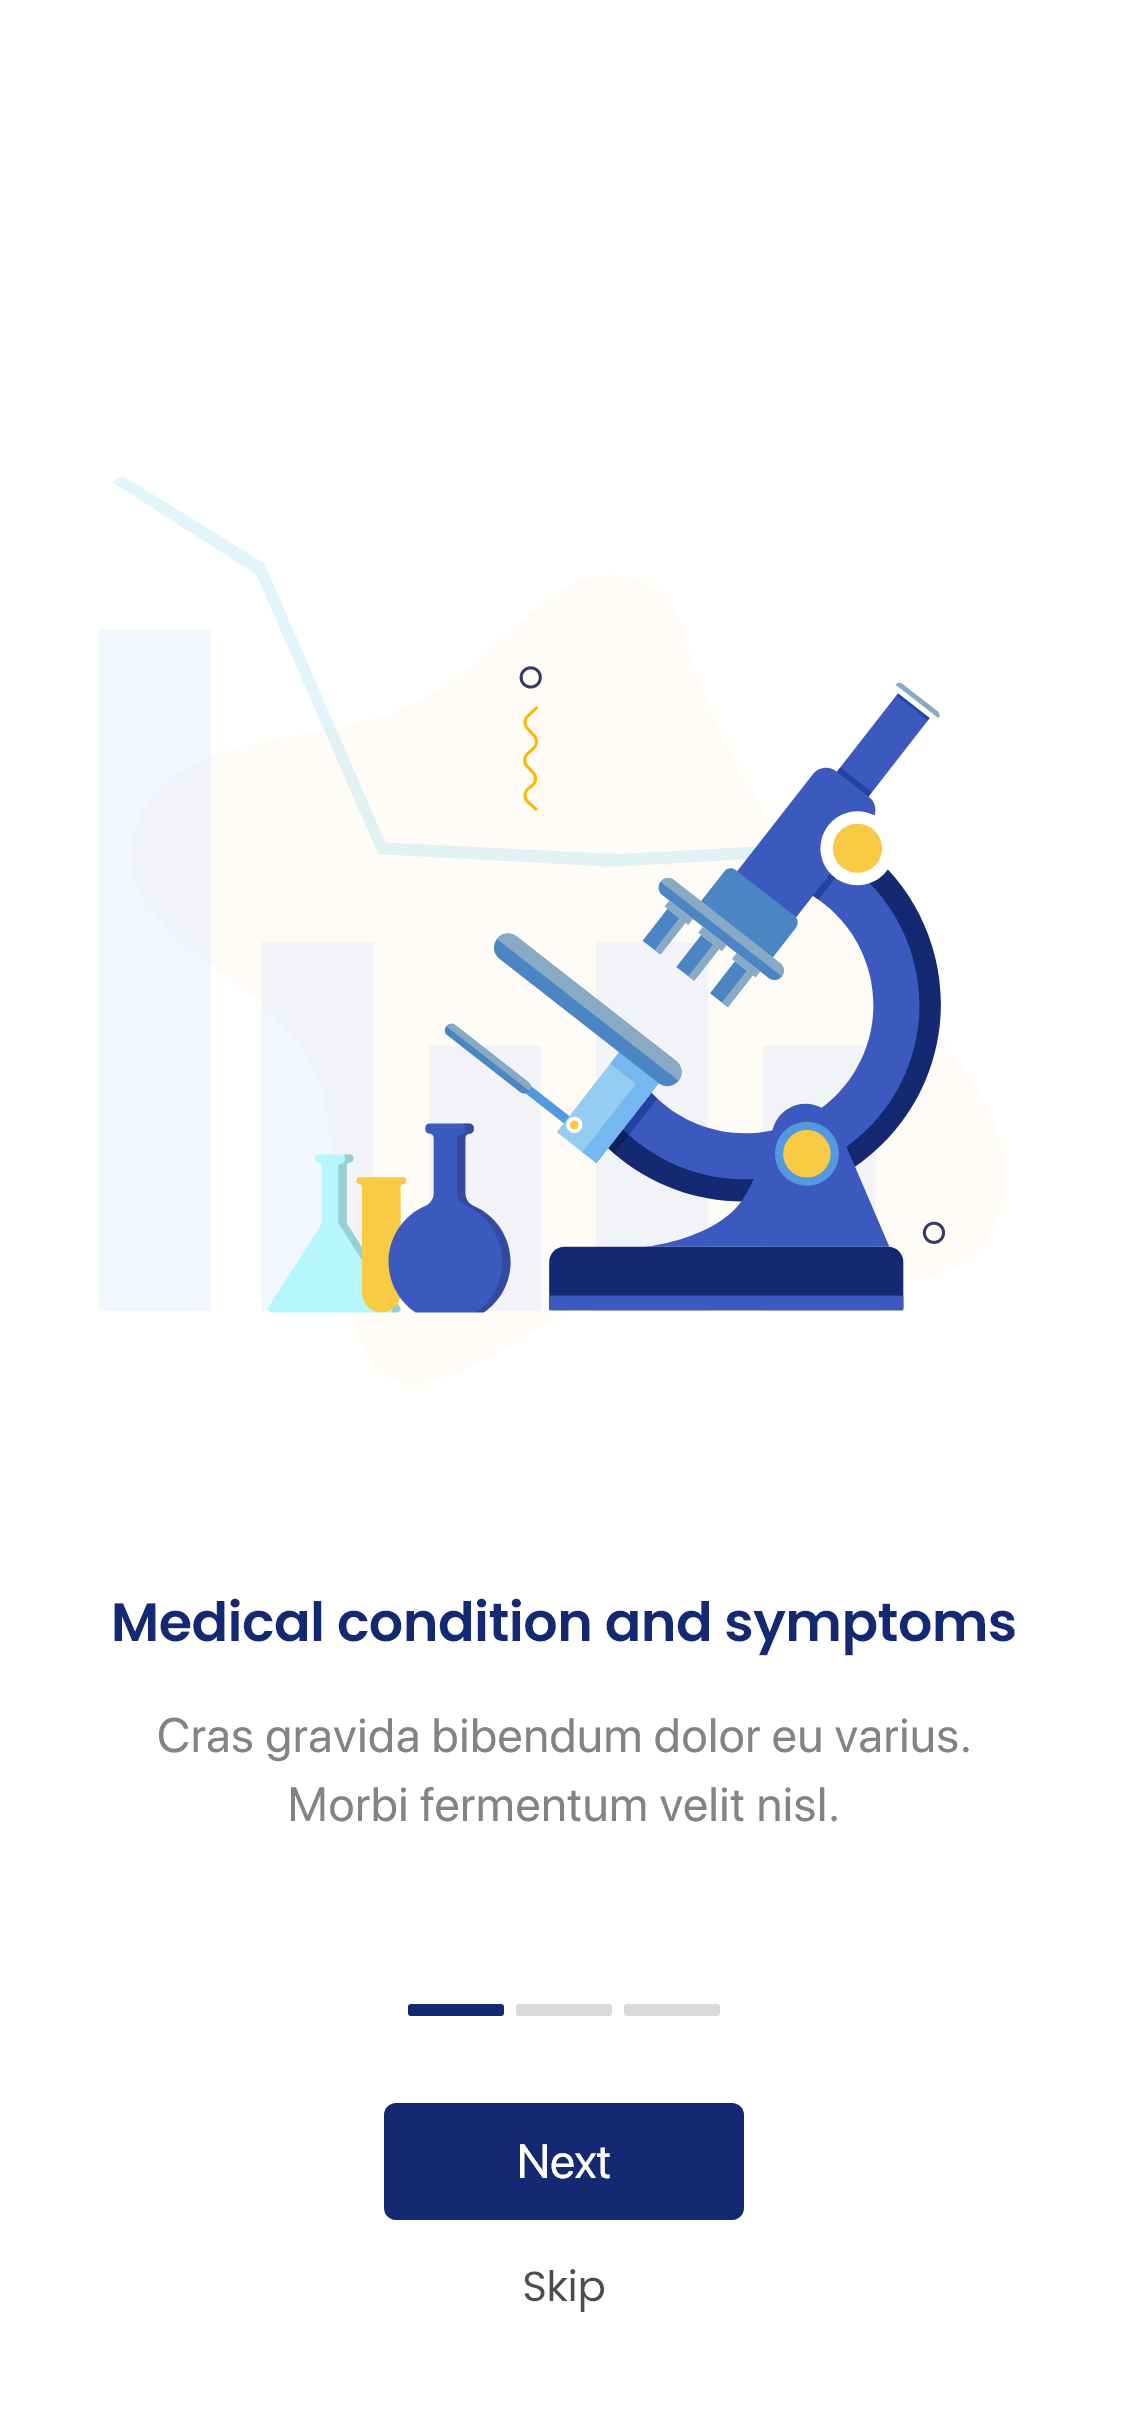 Medical condition and symptoms
Cras gravida bibendum dolor eu varius.
Morbi fermentum velit nisl.
Next
Skip